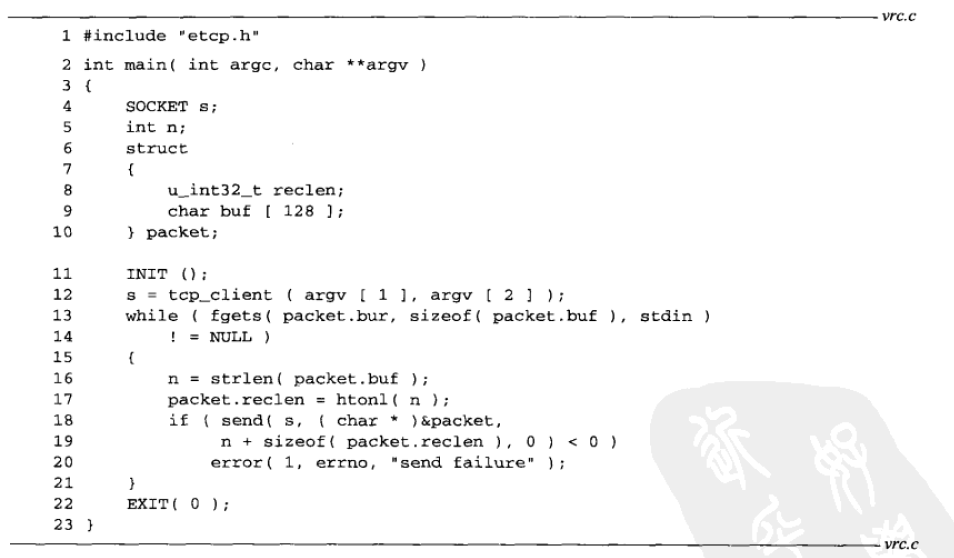 vrc.c
1 #include "etcp.h"
2 int main( int argc, char **argv )
3 {
4     SOCKET s;
5     int n;
6     struct
7     {
8         u_int32_t reclen;
9         char buf [ 128 ];
10     } packet;
11     INIT ();
12     s = tcp_client ( argv [ 1 ], argv [ 2 ] );
13     while ( fgets( packet.bur, sizeof( packet.buf ), stdin )
14         ! = NULL )
15     {
16         n = strlen( packet.buf );
17         packet.reclen = htonl( n );
18         if ( send( s, ( char * )&packet,
19              n + sizeof( packet.reclen ), 0 ) < 0 )
20             error( 1, errno, "send failure" );
21     }
22     EXIT( 0 );
23 }
vrc.c